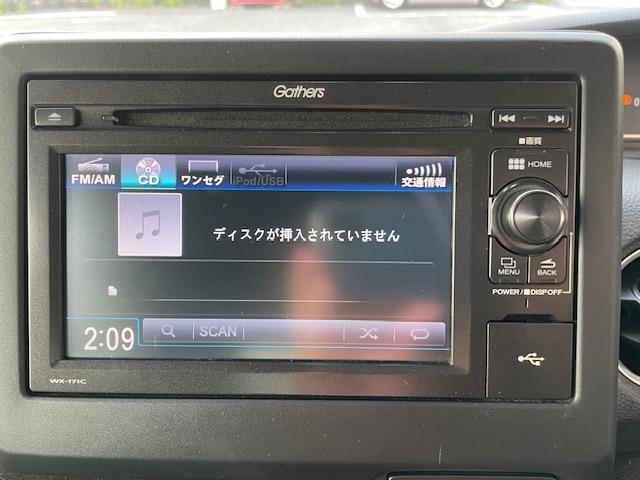 Gathers
画質
HOME
FM/AM CD ワンセグ iPod/USB 交通情報
ディスクが挿入されていません
MENU BACK
POWER/ DISP OFF
2:09 SCAN
WX-171C